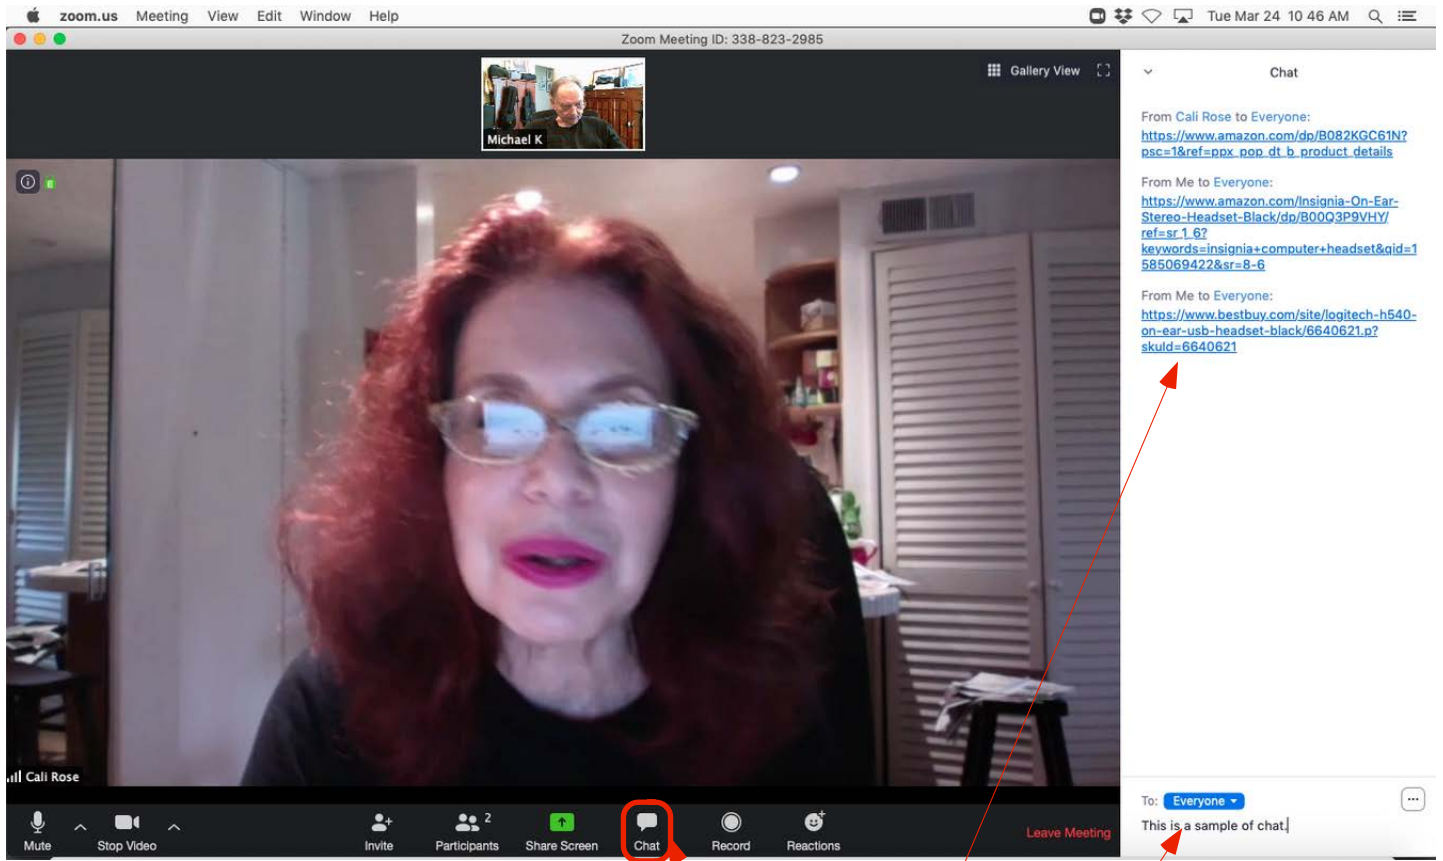 zoom.us Meeting View Edit Window Help Tue Mar 24 10 46 AM
Zoom Meeting ID: 338-823-2985
Gallery View
Michael K
Cali Rose
Chat
From Cali Rose to Everyone:
https://www.amazon.com/dp/B082KGC61N?
psc=1&ref=ppx_pop_dt_b_product_details
From Me to Everyone:
https://www.amazon.com/Insignia-On-Ear-
Stereo-Headset-Black/dp/B00Q3P9VHY/
ref=sr_1_6?
keywords=insignia+computer+headset&qid=1
585069422&sr=8-6
From Me to Everyone:
https://www.bestbuy.com/site/logitech-h540-
on-ear-usb-headset-black/6640621.p?
skuId=6640621
To: Everyone
This is a sample of chat.
Mute Stop Video Invite Participants 2 Share Screen Chat Record Reactions Leave Meeting